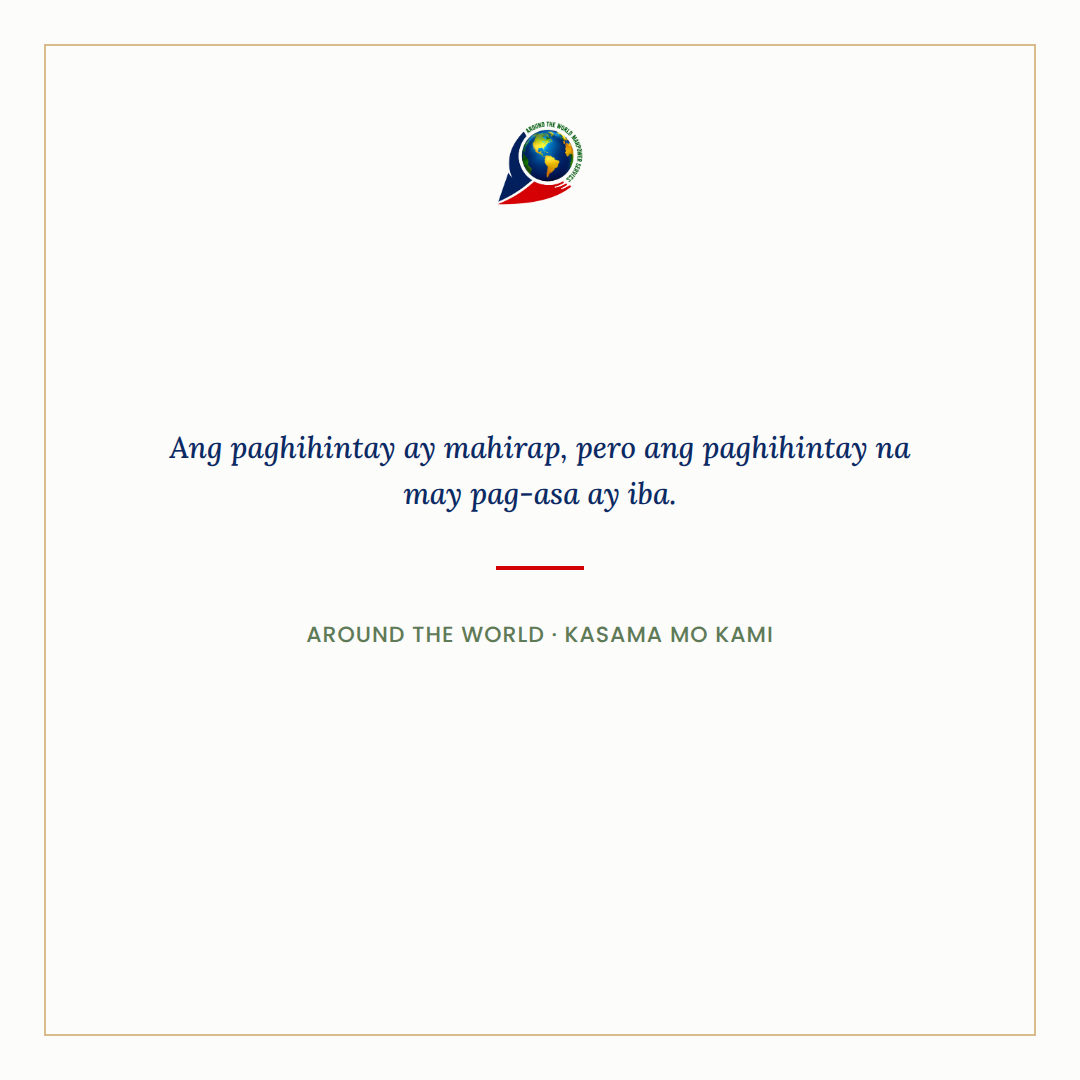 AROUND THE WORLD MANPOWER SERVICES
Ang paghihintay ay mahirap, pero ang paghihintay na
may pag-asa ay iba.
AROUND THE WORLD · KASAMA MO KAMI